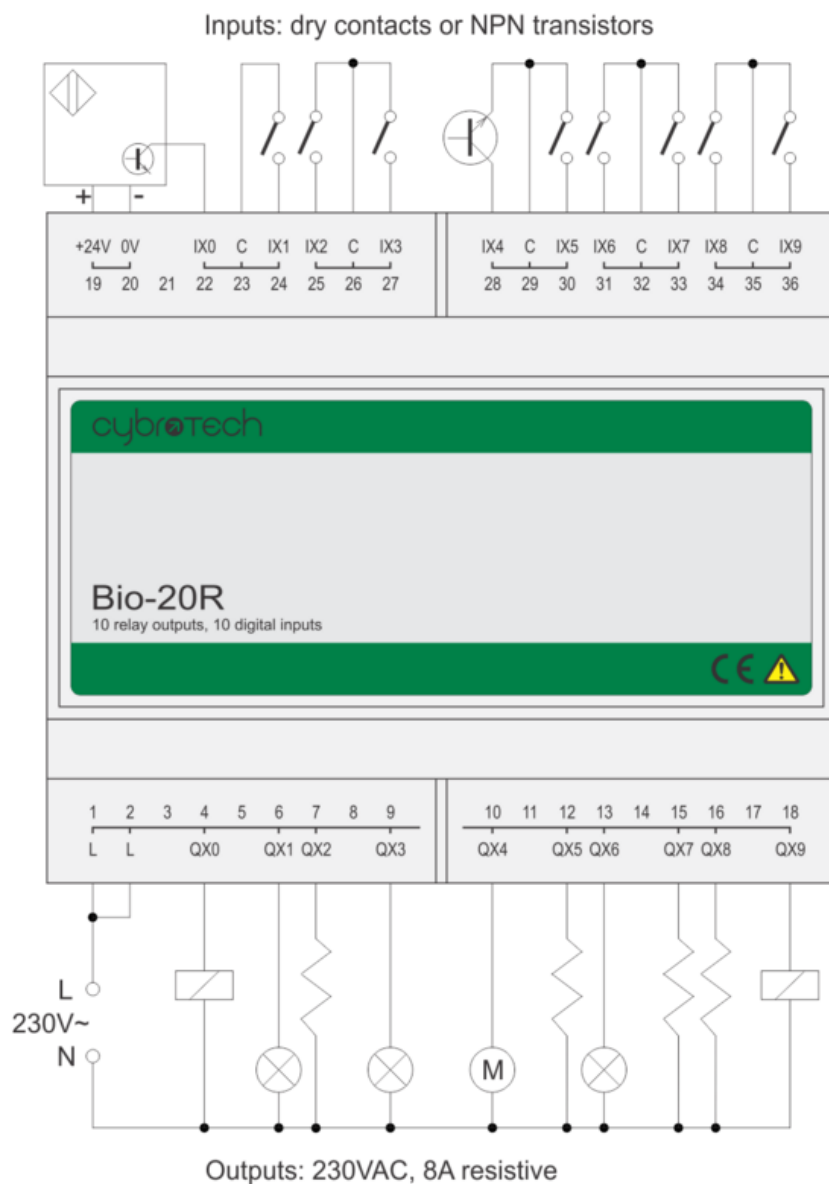 Inputs: dry contacts or NPN transistors
+ -
+24V 0V IX0 C IX1 IX2 C IX3 IX4 C IX5 IX6 C IX7 IX8 C IX9
19 20 21 22 23 24 25 26 27 28 29 30 31 32 33 34 35 36
cybrotech
Bio-20R
10 relay outputs, 10 digital inputs
CE
1 2 3 4 5 6 7 8 9 10 11 12 13 14 15 16 17 18
L L QX0 QX1 QX2 QX3 QX4 QX5 QX6 QX7 QX8 QX9
L
230V~
N
M
Outputs: 230VAC, 8A resistive